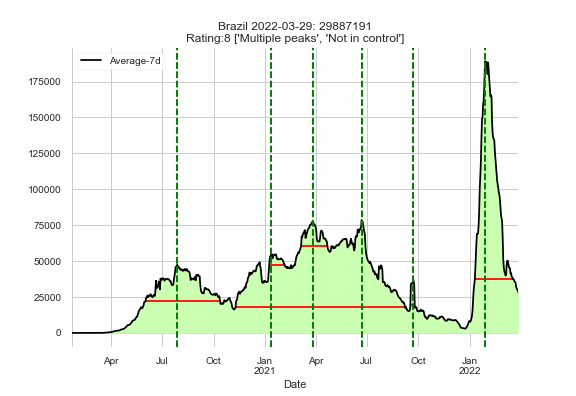 Brazil 2022-03-29: 29887191
Rating:8 ['Multiple peaks', 'Not in control']
Average-7d
175000
150000
125000
100000
75000
50000
25000
0
Apr Jul Oct Jan Apr Jul Oct Jan
2021 2022
Date